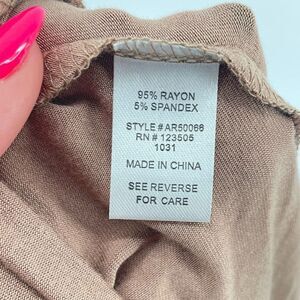 95% RAYON
5% SPANDEX
STYLE # AR50066
RN # 123505
1031
MADE IN CHINA
SEE REVERSE
FOR CARE